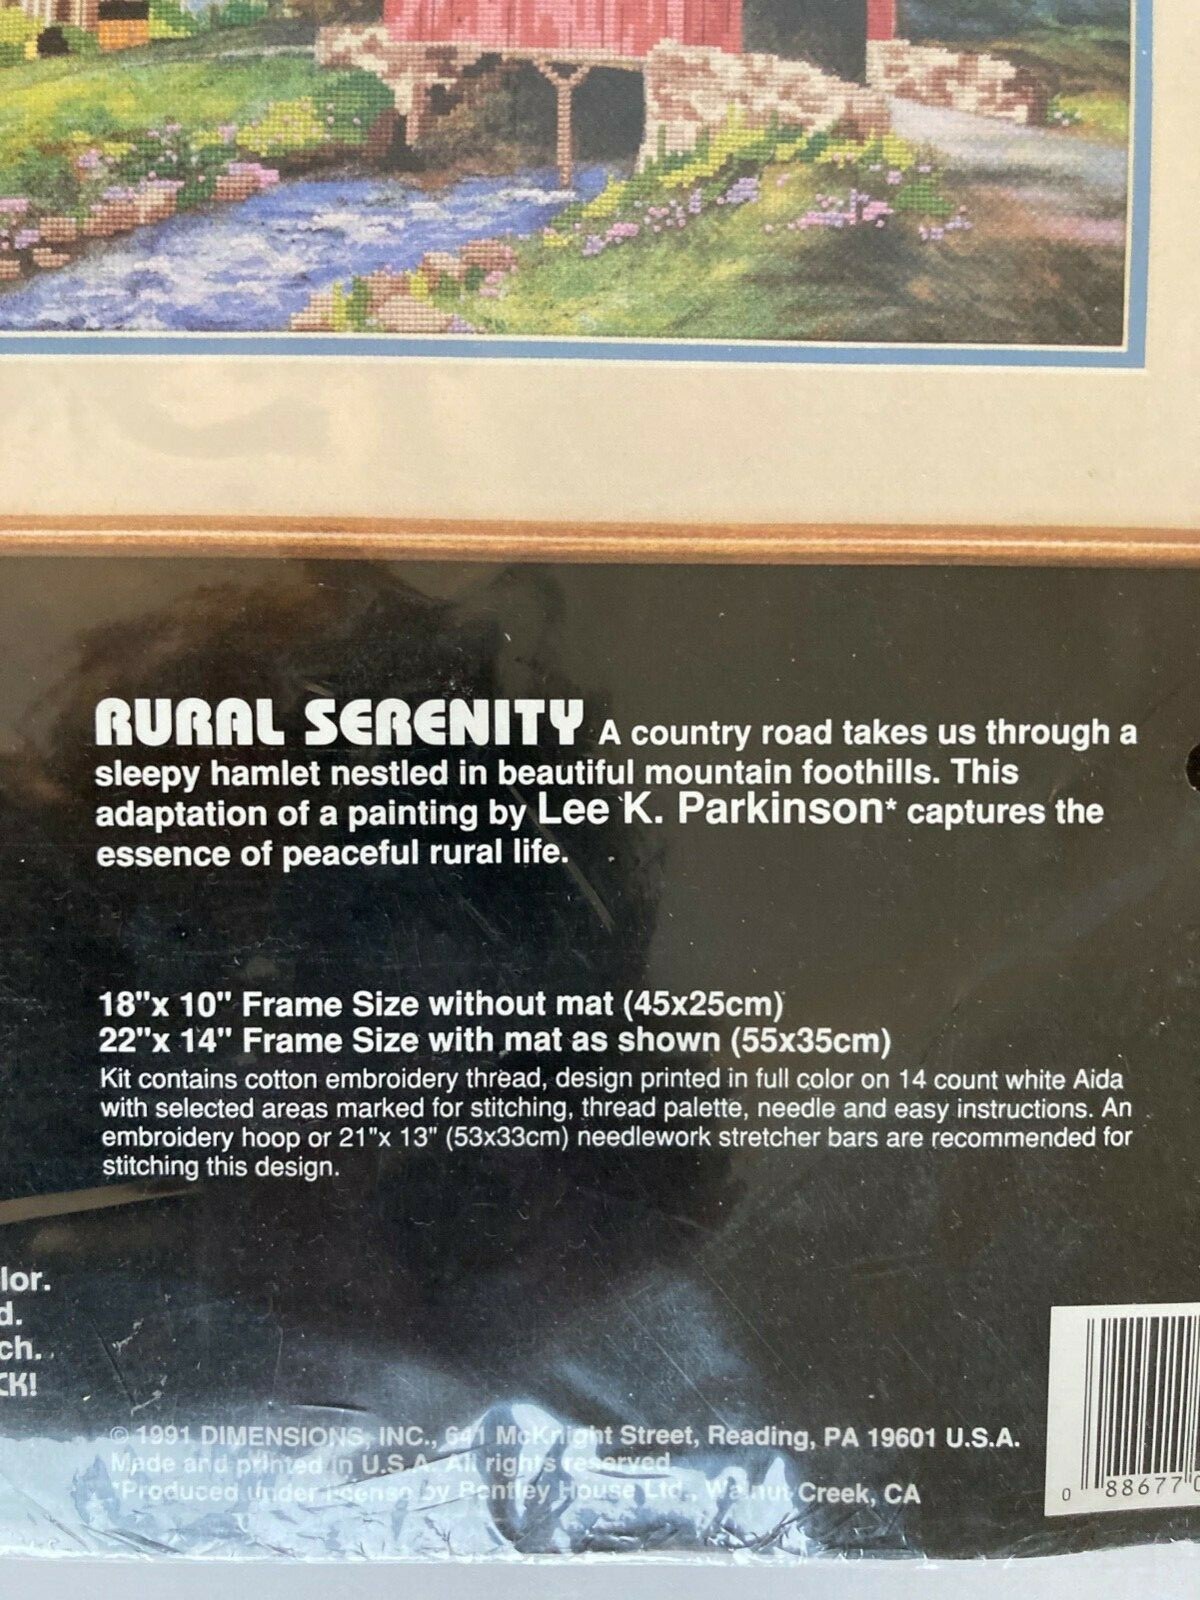 RURAL SERENITY A country road takes us through a
sleepy hamlet nestled in beautiful mountain foothills. This
adaptation of a painting by Lee K. Parkinson* captures the
essence of peaceful rural life.
18"x 10" Frame Size without mat (45x25cm)
22"x 14" Frame Size with mat as shown (55x35cm)
Kit contains cotton embroidery thread, design printed in full color on 14 count white Aida
with selected areas marked for stitching, thread palette, needle and easy instructions. An
embroidery hoop or 21"x 13" (53x33cm) needlework stretcher bars are recommended for
stitching this design.
lor.
d.
ch.
CK!
© 1991 DIMENSIONS, INC., 641 McKnight Street, Reading, PA 19601 U.S.A.
Made and printed in U.S.A. All rights reserved.
*Produced under license by Bentley House Ltd., Walnut Creek, CA
0 88677 0